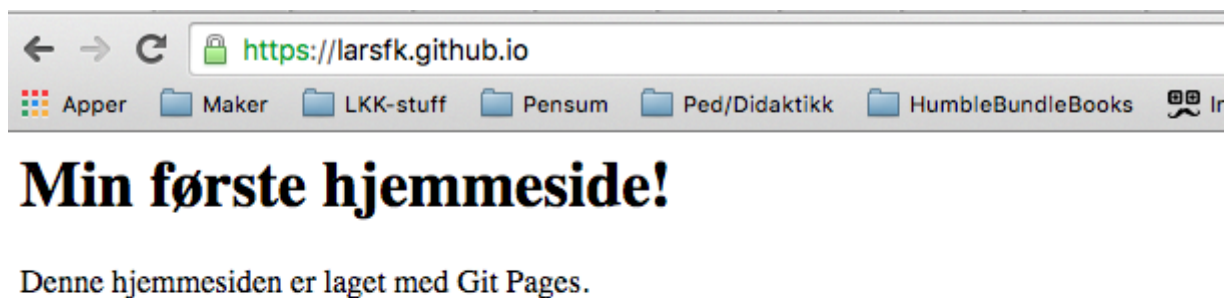 https://larsfk.github.io
Apper Maker LKK-stuff Pensum Ped/Didaktikk HumbleBundleBooks
Min første hjemmeside!
Denne hjemmesiden er laget med Git Pages.